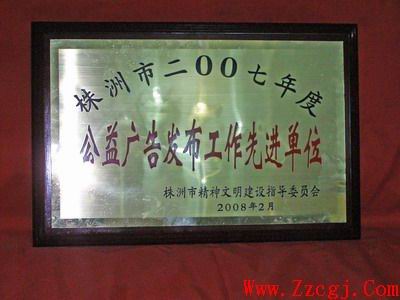 株洲市二00七年度
公益广告发布工作先进单位
株洲市精神文明建设指导委员会
2008年2月
www.Zzcgj.Com